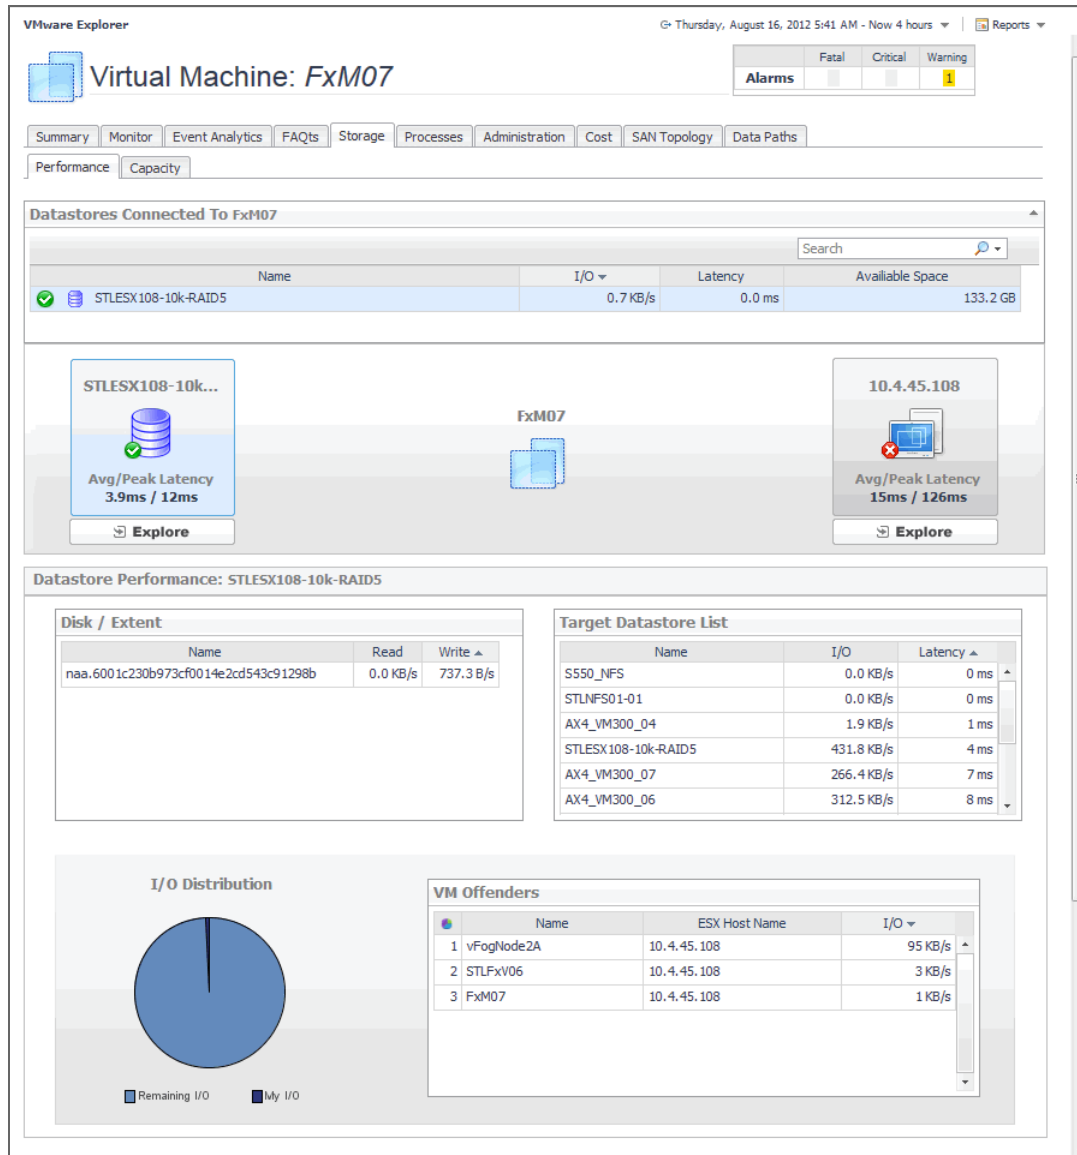 VMware Explorer
Thursday, August 16, 2012 5:41 AM - Now 4 hours
Reports
Virtual Machine: FxM07
Fatal Critical Warning
Alarms 1
Summary Monitor Event Analytics FAQts Storage Processes Administration Cost SAN Topology Data Paths
Performance Capacity
Datastores Connected To FxM07
Search
Name I/O Latency Availiable Space
STLESX108-10k-RAID5 0.7 KB/s 0.0 ms 133.2 GB
STLESX108-10k...
Avg/Peak Latency
3.9ms / 12ms
Explore
FxM07
10.4.45.108
Avg/Peak Latency
15ms / 126ms
Explore
Datastore Performance: STLESX108-10k-RAID5
Disk / Extent
Name Read Write
naa.6001c230b973cf0014e2cd543c91298b 0.0 KB/s 737.3 B/s
Target Datastore List
Name I/O Latency
S550_NFS 0.0 KB/s 0 ms
STLNFS01-01 0.0 KB/s 0 ms
AX4_VM300_04 1.9 KB/s 1 ms
STLESX108-10k-RAID5 431.8 KB/s 4 ms
AX4_VM300_07 266.4 KB/s 7 ms
AX4_VM300_06 312.5 KB/s 8 ms
I/O Distribution
Remaining I/O My I/O
VM Offenders
Name ESX Host Name I/O
1 vFogNode2A 10.4.45.108 95 KB/s
2 STLFxV06 10.4.45.108 3 KB/s
3 FxM07 10.4.45.108 1 KB/s